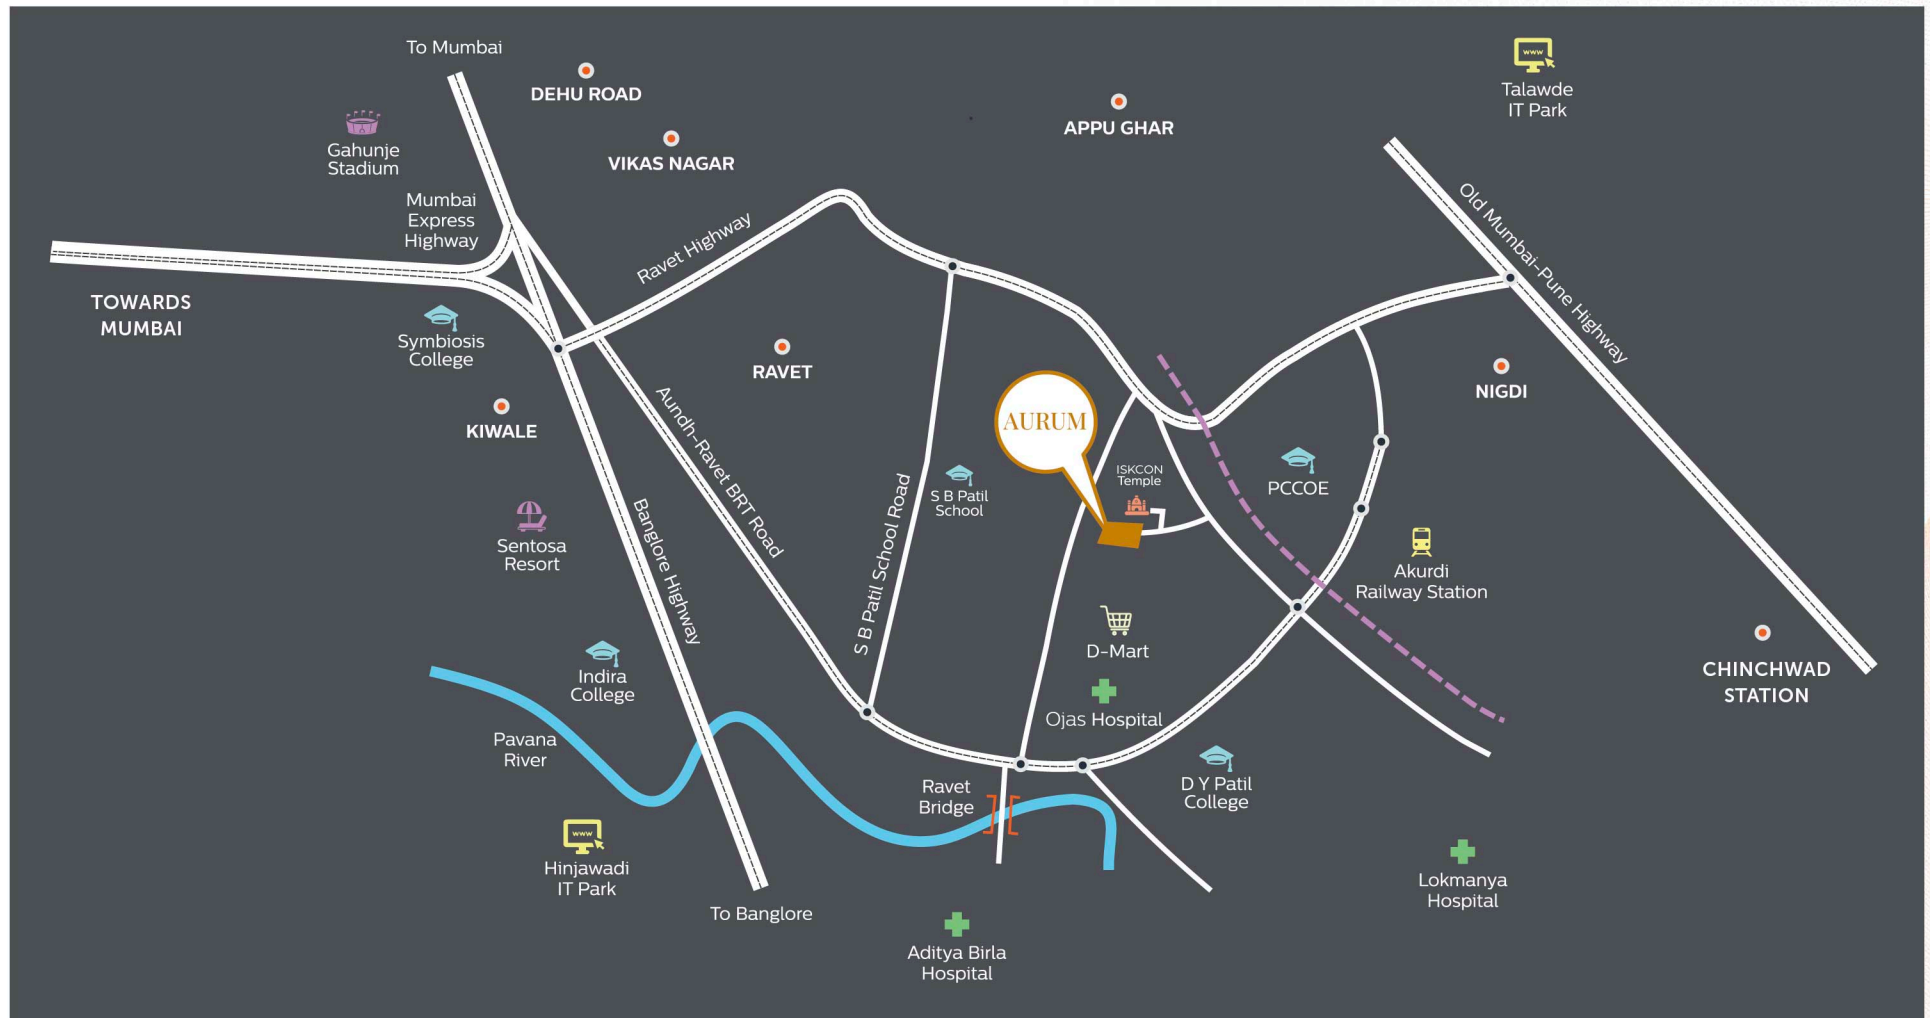 To Mumbai
DEHU ROAD
VIKAS NAGAR
APPU GHAR
www
Talawde
IT Park
Gahunje
Stadium
Mumbai
Express
Highway
Ravet Highway
Old Mumbai-Pune Highway
TOWARDS
MUMBAI
Symbiosis
College
KIWALE
RAVET
NIGDI
AURUM
Aundh-Ravet BRT Road
Banglore Highway
S B Patil School Road
S B Patil
School
ISKCON
Temple
PCCOE
Sentosa
Resort
Akurdi
Railway Station
D-Mart
Ojas Hospital
Indira
College
CHINCHWAD
STATION
Pavana
River
Ravet
Bridge
D Y Patil
College
www
Hinjawadi
IT Park
To Banglore
Aditya Birla
Hospital
Lokmanya
Hospital